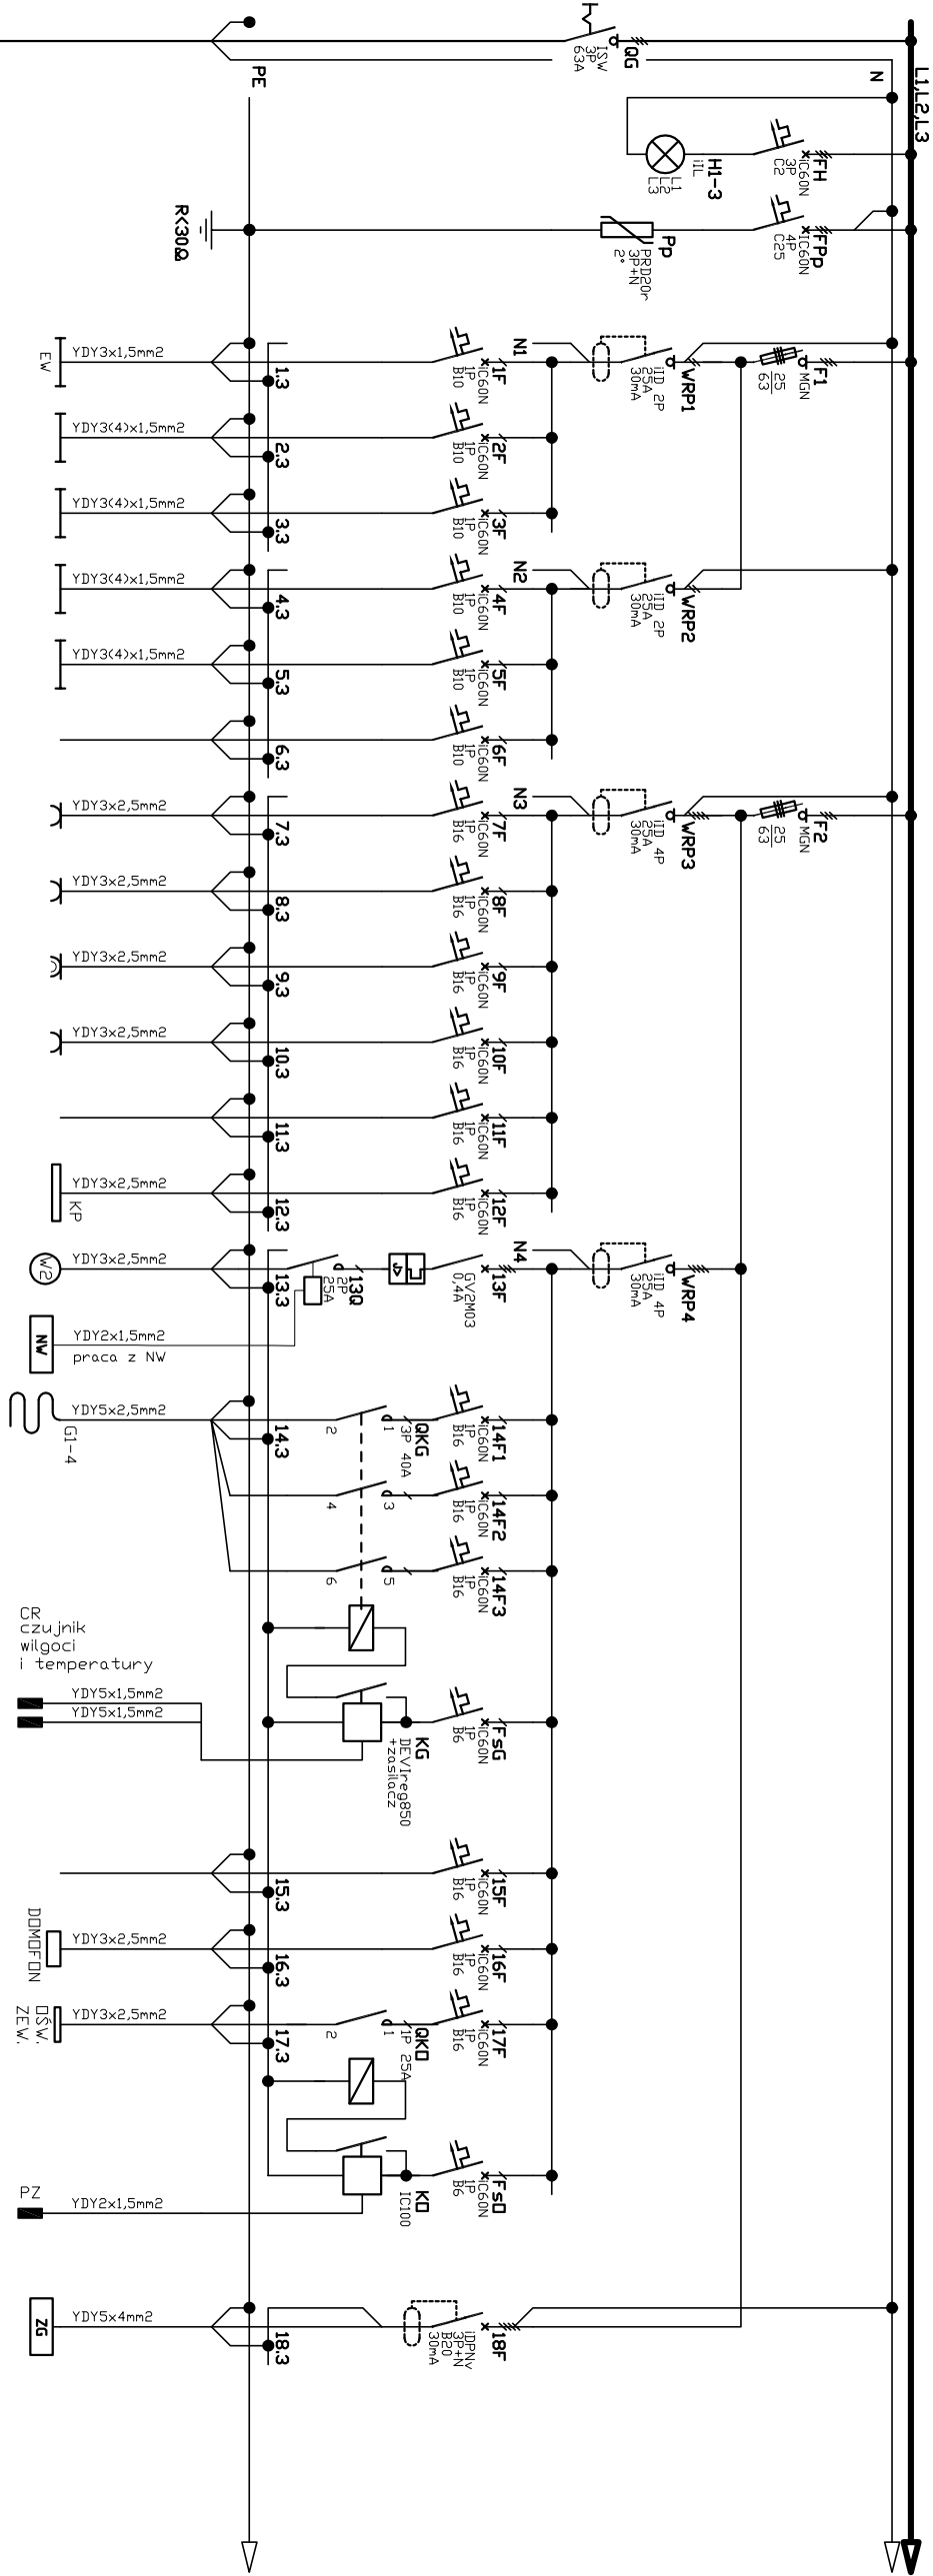 L1,L2,L3
N
PE
QG
ISW
3P
63A
FH
iC60N
3P
C2
H1-3
iIL
L1
L2
L3
FPp
iC60N
4P
C25
Pp
PRD20r
3P+N
2°
R<30Ω
F1
MGN
25
63
WRP1
iID 2P
25A
30mA
N1
1F
iC60N
1P
B10
1.3
YDY3x1,5mm2
EW
2F
iC60N
1P
B10
2.3
YDY3(4)x1,5mm2
3F
iC60N
1P
B10
3.3
YDY3(4)x1,5mm2
WRP2
iID 2P
25A
30mA
N2
4F
iC60N
1P
B10
4.3
YDY3(4)x1,5mm2
5F
iC60N
1P
B10
5.3
YDY3(4)x1,5mm2
6F
iC60N
1P
B10
6.3
F2
MGN
25
63
WRP3
iID 4P
25A
30mA
N3
7F
iC60N
1P
B16
7.3
YDY3x2,5mm2
8F
iC60N
1P
B16
8.3
YDY3x2,5mm2
9F
iC60N
1P
B16
9.3
YDY3x2,5mm2
10F
iC60N
1P
B16
10.3
YDY3x2,5mm2
11F
iC60N
1P
B16
11.3
12F
iC60N
1P
B16
12.3
YDY3x2,5mm2
KP
WRP4
iID 4P
25A
30mA
N4
13F
GV2M03
0,4A
13Q
2P
25A
13.3
YDY3x2,5mm2
W2
YDY2x1,5mm2
praca z NW
NW
14F1
iC60N
1P
B16
QKG
3P 40A
1
2
14.3
YDY5x2,5mm2
G1-4
14F2
iC60N
1P
B16
3
4
14F3
iC60N
1P
B16
5
6
FsG
iC60N
1P
B6
KG
DEVIreg850
+zasilacz
CR
czujnik
wilgoci
i temperatury
YDY5x1,5mm2
YDY5x1,5mm2
15F
iC60N
1P
B16
15.3
16F
iC60N
1P
B16
16.3
YDY3x2,5mm2
DOMOFON
17F
iC60N
1P
B16
QKO
1P 25A
1
2
17.3
YDY3x2,5mm2
OŚW.
ZEW.
FsO
iC60N
1P
B6
KO
IC100
YDY2x1,5mm2
PZ
18F
iDPNv
3P+N
B20
30mA
18.3
YDY5x4mm2
ZG